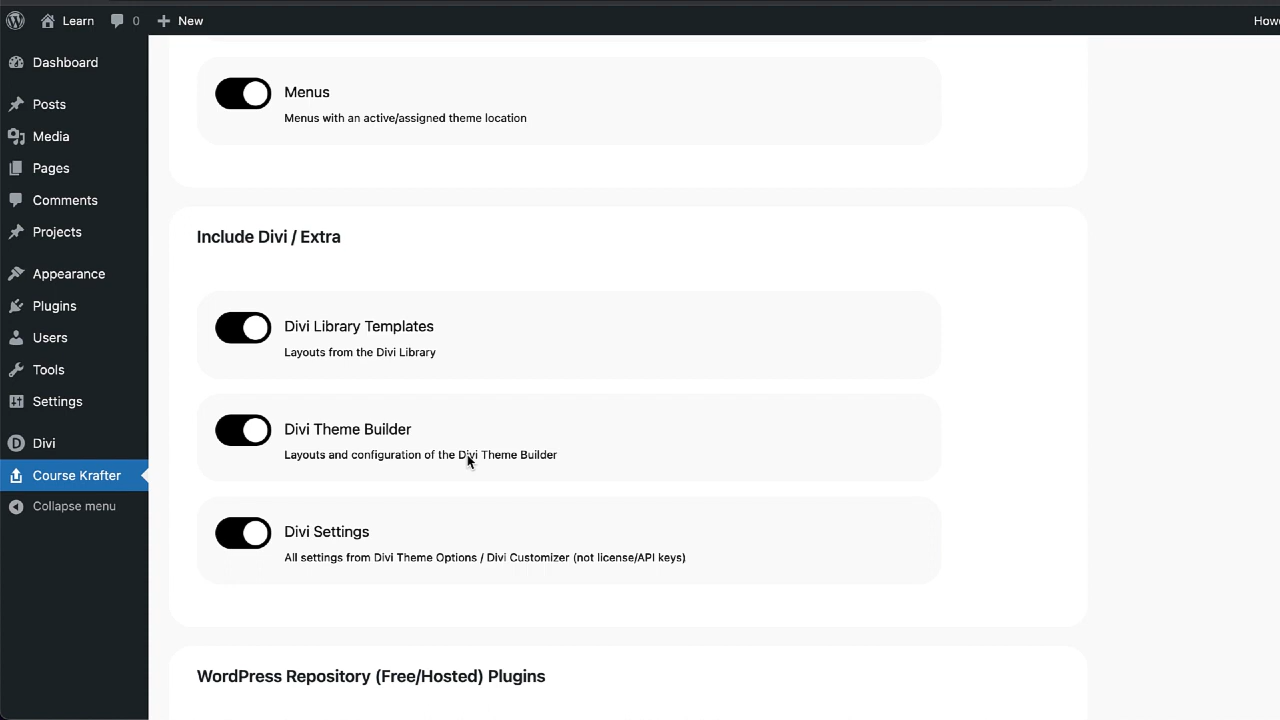 Learn
0
New
How
Dashboard
Posts
Media
Pages
Comments
Projects
Appearance
Plugins
Users
Tools
Settings
Divi
Course Krafter
Collapse menu
Menus
Menus with an active/assigned theme location
Include Divi / Extra
Divi Library Templates
Layouts from the Divi Library
Divi Theme Builder
Layouts and configuration of the Divi Theme Builder
Divi Settings
All settings from Divi Theme Options / Divi Customizer (not license/API keys)
WordPress Repository (Free/Hosted) Plugins